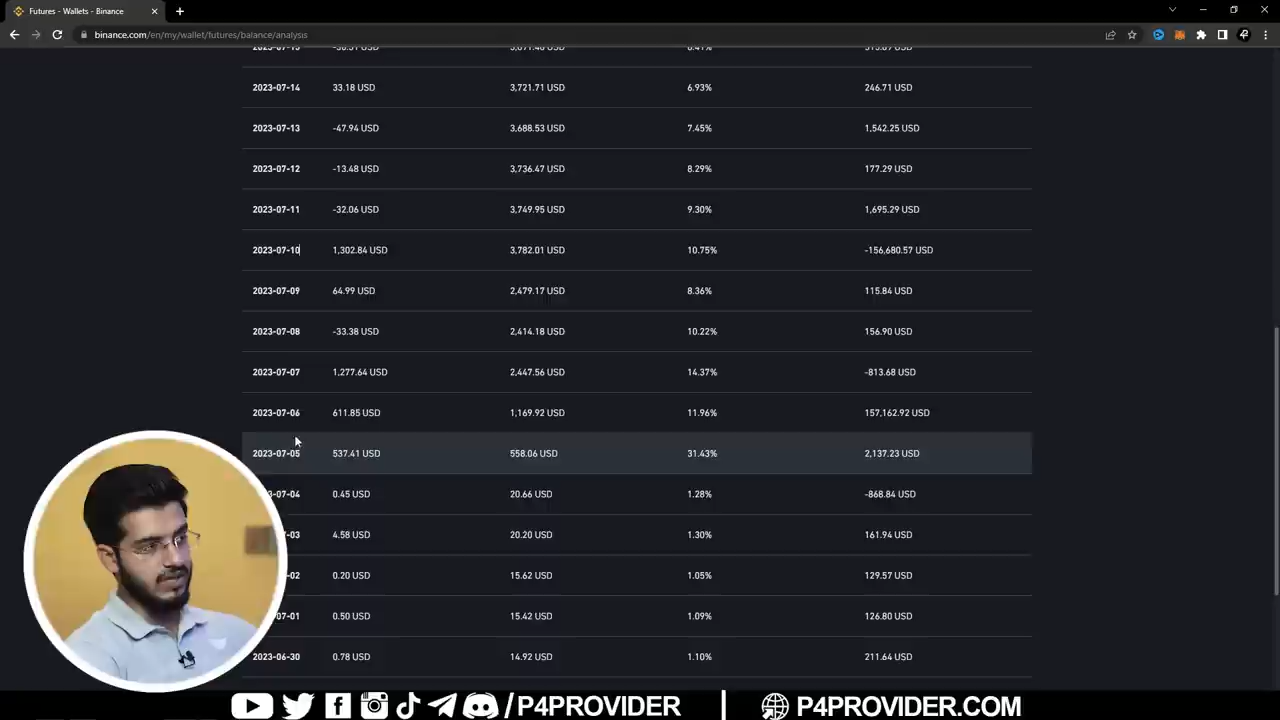 Futures - Wallets - Binance
binance.com/en/my/wallet/futures/balance/analysis
2023-07-14 33.18 USD 3,721.71 USD 6.93% 246.71 USD
2023-07-13 -47.94 USD 3,688.53 USD 7.45% 1,542.25 USD
2023-07-12 -13.48 USD 3,736.47 USD 8.29% 177.29 USD
2023-07-11 -32.06 USD 3,749.95 USD 9.30% 1,695.29 USD
2023-07-10 1,302.84 USD 3,782.01 USD 10.75% -156,680.57 USD
2023-07-09 64.99 USD 2,479.17 USD 8.36% 115.84 USD
2023-07-08 -33.38 USD 2,414.18 USD 10.22% 156.90 USD
2023-07-07 1,277.64 USD 2,447.56 USD 14.37% -813.68 USD
2023-07-06 611.85 USD 1,169.92 USD 11.96% 157,162.92 USD
2023-07-05 537.41 USD 558.06 USD 31.43% 2,137.23 USD
-07-04 0.45 USD 20.66 USD 1.28% -868.84 USD
-03 4.58 USD 20.20 USD 1.30% 161.94 USD
-02 0.20 USD 15.62 USD 1.05% 129.57 USD
07-01 0.50 USD 15.42 USD 1.09% 126.80 USD
2023-06-30 0.78 USD 14.92 USD 1.10% 211.64 USD
/P4PROVIDER | P4PROVIDER.COM